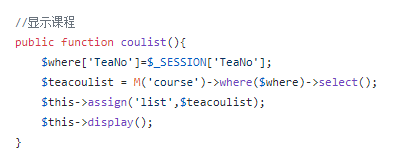 //显示课程
public function coulist(){
$where['TeaNo']=$_SESSION['TeaNo'];
$teacoulist = M('course')->where($where)->select();
$this->assign('list',$teacoulist);
$this->display();
}